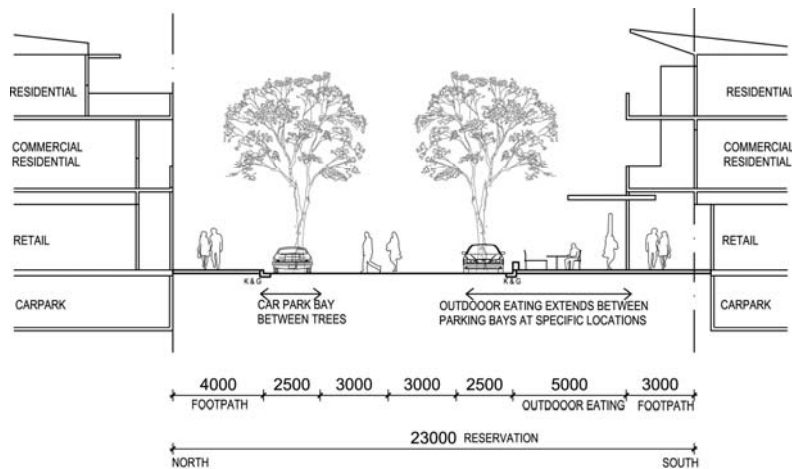 RESIDENTIAL
RESIDENTIAL
COMMERCIAL
RESIDENTIAL
COMMERCIAL
RESIDENTIAL
RETAIL
RETAIL
K & G
K & G
CARPARK
CAR PARK BAY
BETWEEN TREES
OUTDOOOR EATING EXTENDS BETWEEN
PARKING BAYS AT SPECIFIC LOCATIONS
CARPARK
4000 2500 3000 3000 2500 5000 3000
FOOTPATH OUTDOOOR EATING FOOTPATH
23000 RESERVATION
NORTH SOUTH